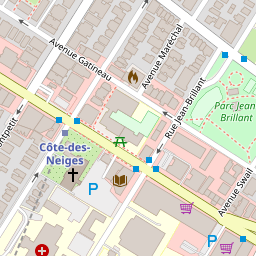 Avenue Gatineau
Avenue Maréchal
Parc Jean-
Brillant
Rue Jean-Brillant
Côte-des-
Neiges
Avenue Swail
P
P